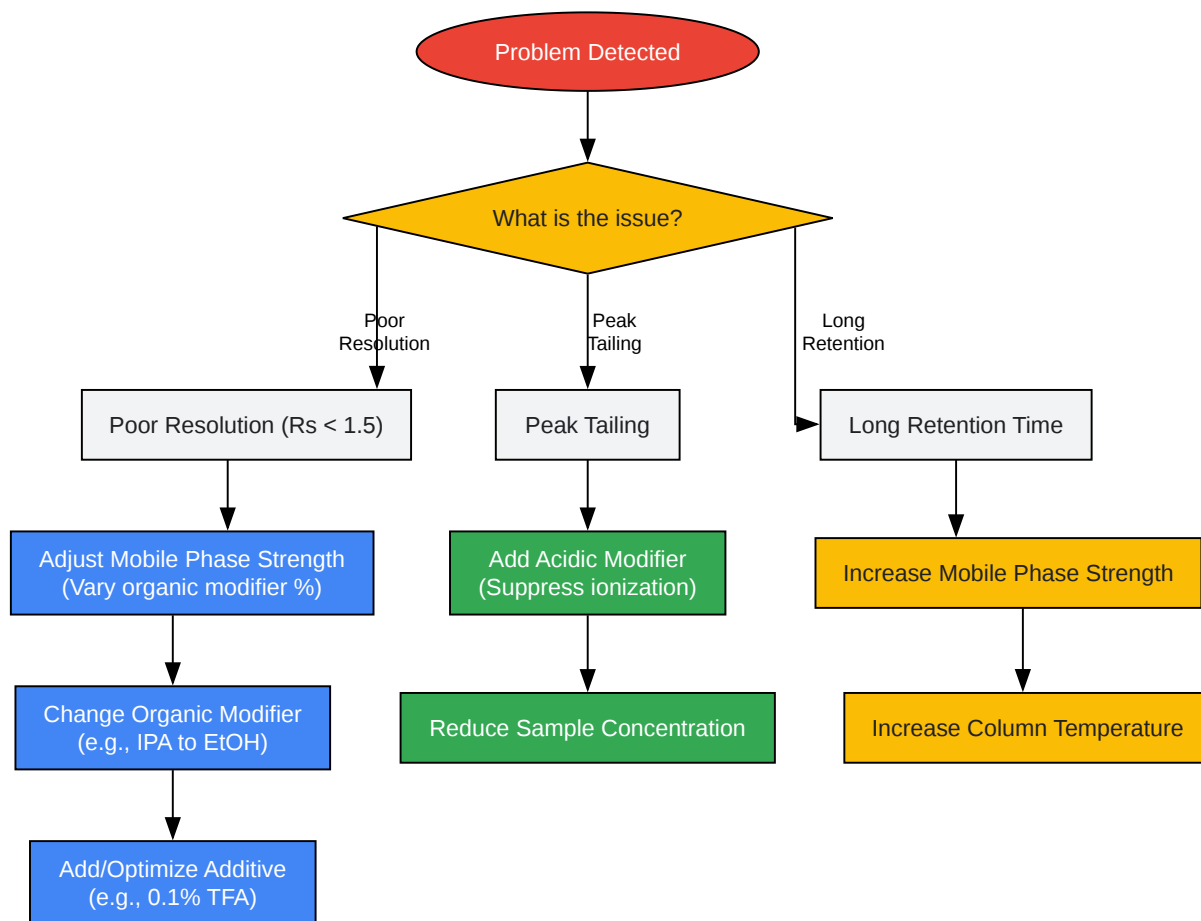 Problem Detected
What is the issue?
Poor
Resolution
Peak
Tailing
Long
Retention
Poor Resolution (Rs < 1.5)
Peak Tailing
Long Retention Time
Adjust Mobile Phase Strength
(Vary organic modifier %)
Add Acidic Modifier
(Suppress ionization)
Increase Mobile Phase Strength
Change Organic Modifier
(e.g., IPA to EtOH)
Reduce Sample Concentration
Increase Column Temperature
Add/Optimize Additive
(e.g., 0.1% TFA)